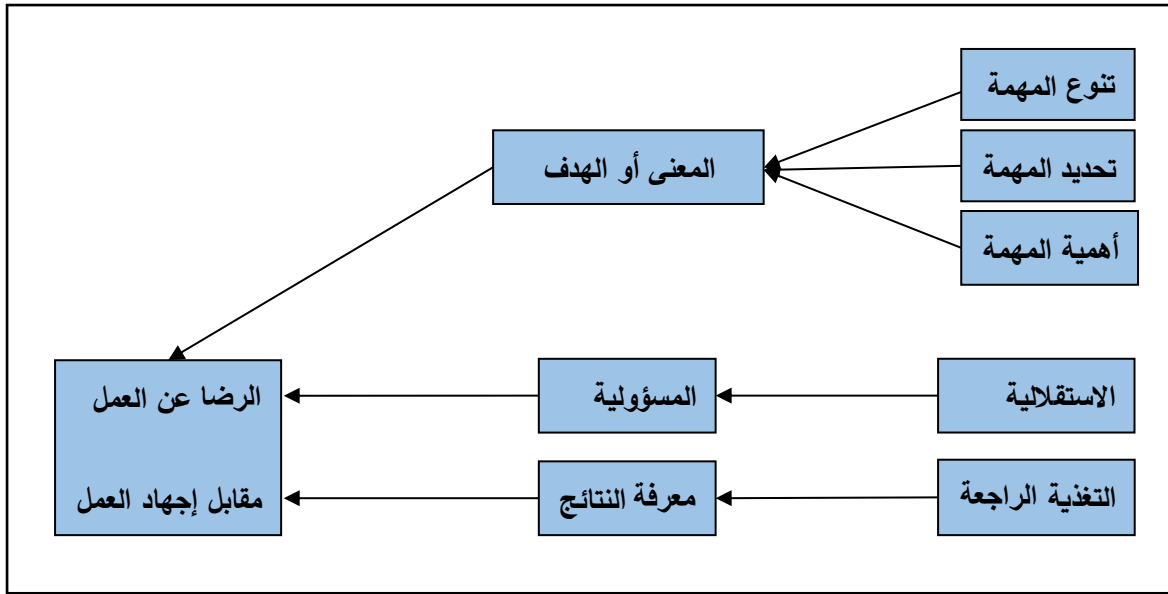 تنوع المهمة
المعنى أو الهدف
تحديد المهمة
أهمية المهمة
الاستقلالية
المسؤولية
الرضا عن العمل
التغذية الراجعة
معرفة النتائج
مقابل إجهاد العمل